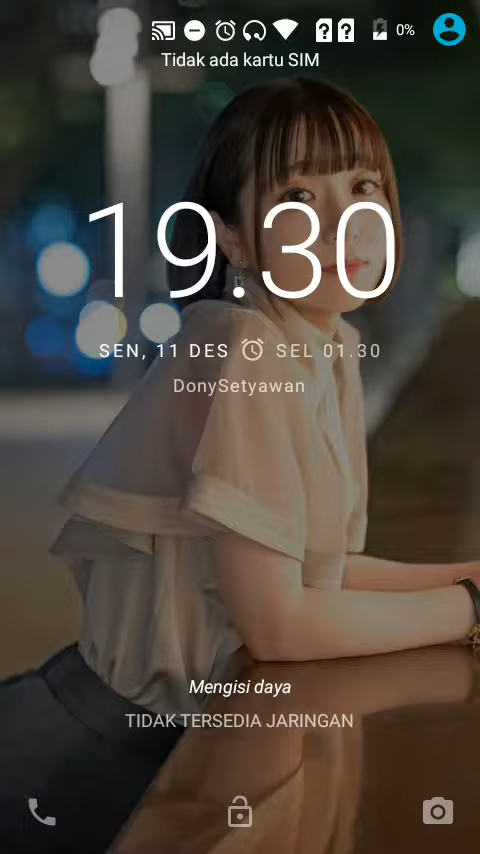 0%
Tidak ada kartu SIM
19.30
SEN, 11 DES SEL 01.30
DonySetyawan
Mengisi daya
TIDAK TERSEDIA JARINGAN